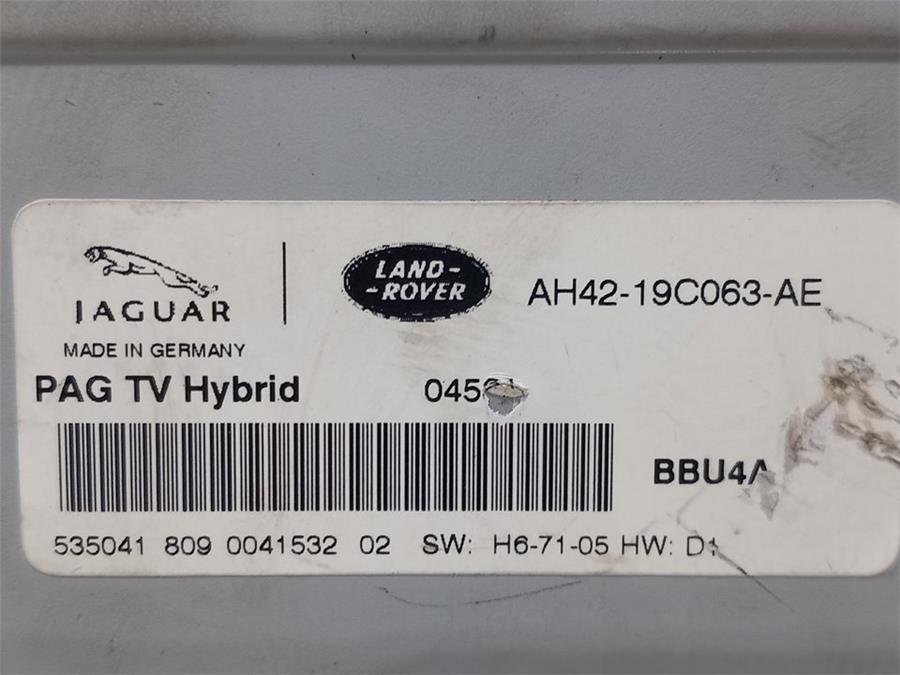 JAGUAR
LAND-
-ROVER
AH42-19C063-AE
MADE IN GERMANY
PAG TV Hybrid
BBU4A
535041 809 0041532 02 SW: H6-71-05 HW: